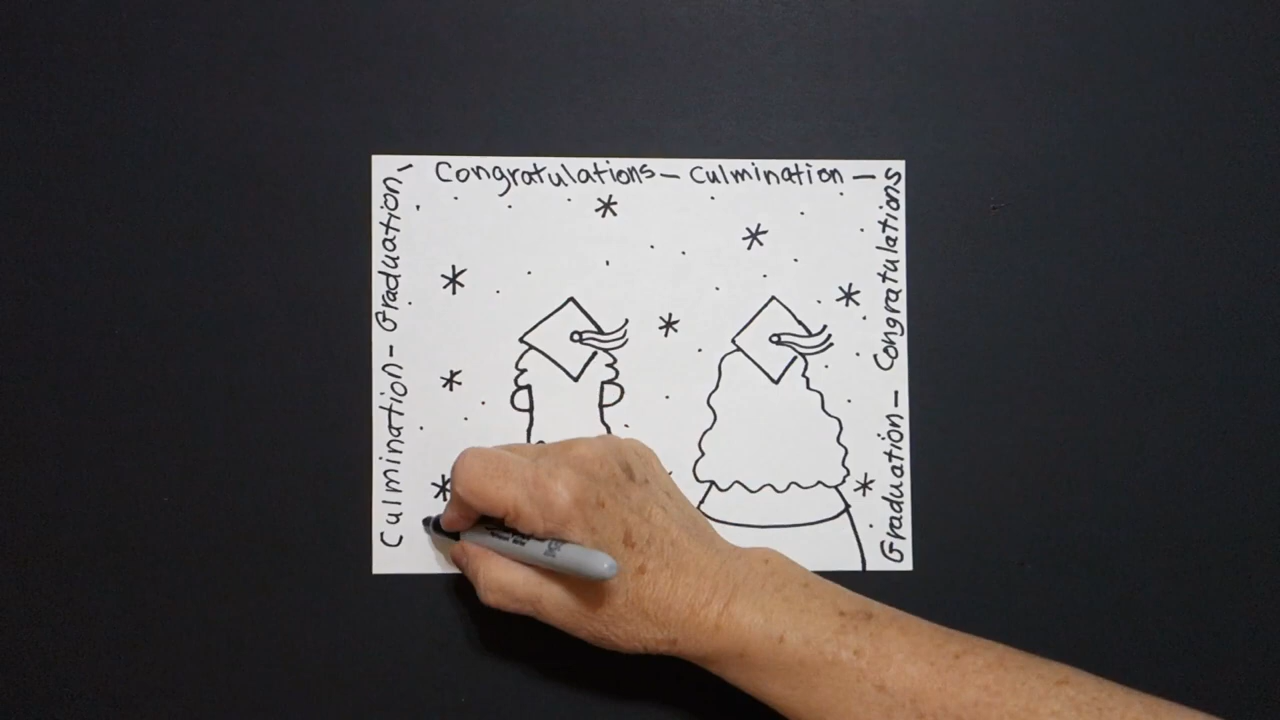 Congratulations - Culmination -
Graduation - Congratulations
Culmination - Graduation,